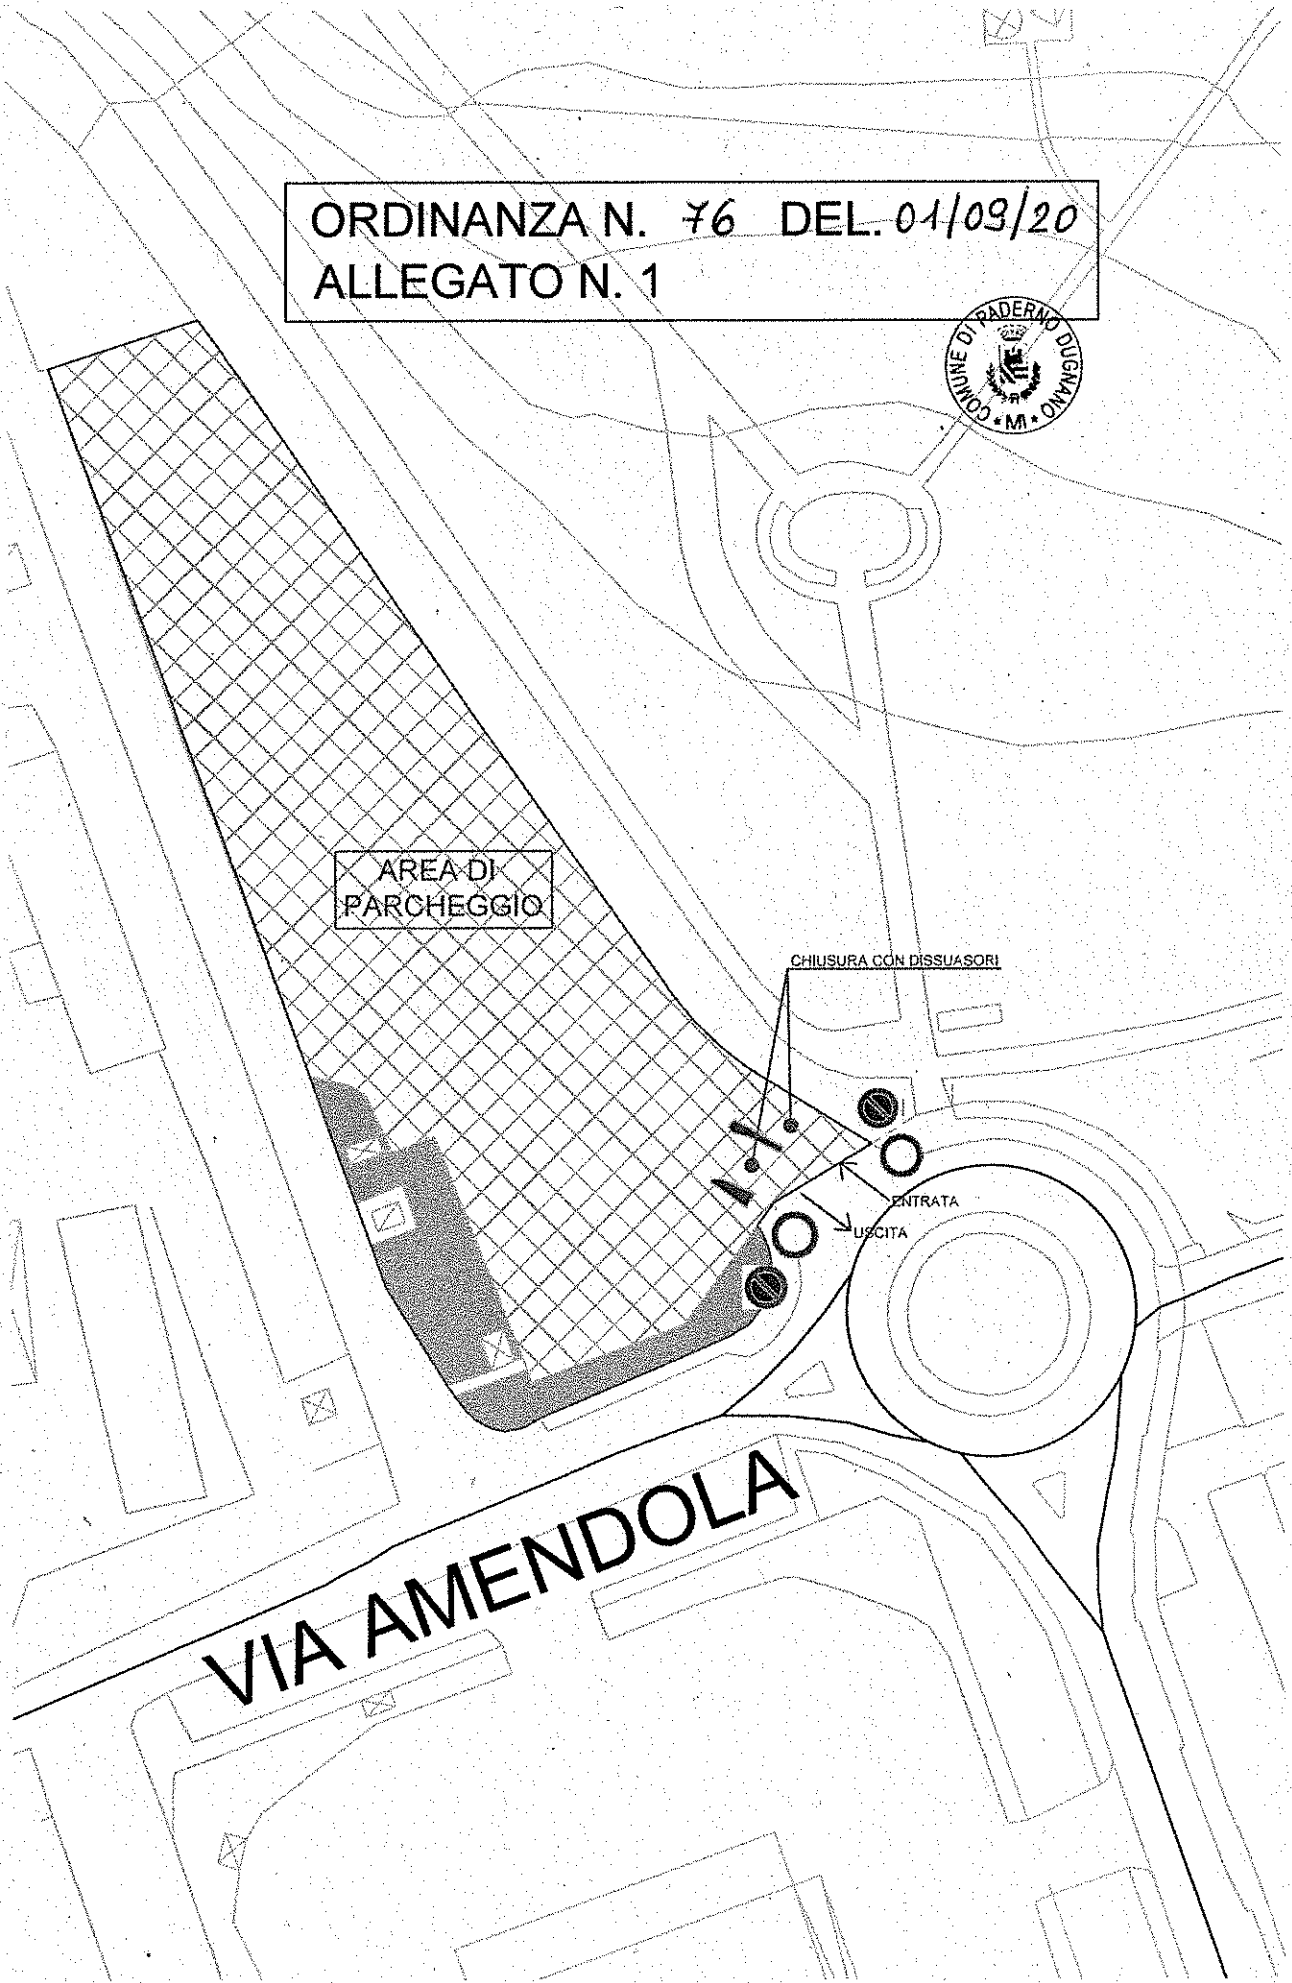 ORDINANZA N. 76 DEL. 01/09/20
ALLEGATO N. 1
COMUNE DI PADERNO DUGNANO
MI
AREA DI
PARCHEGGIO
CHIUSURA CON DISSUASORI
ENTRATA
USCITA
VIA AMENDOLA